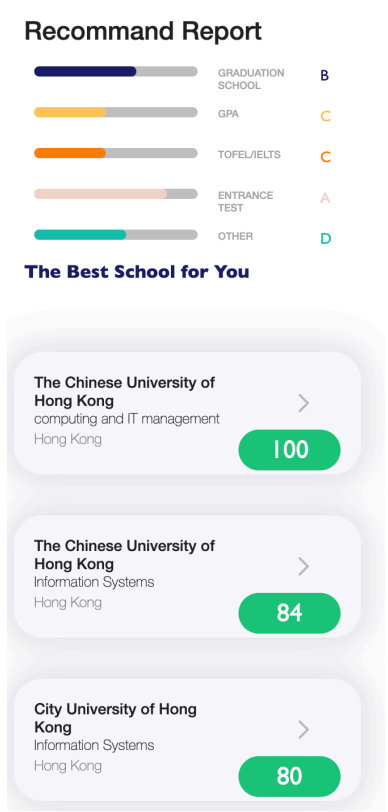 Recommand Report
GRADUATION
SCHOOL
B
GPA
C
TOFEL/IELTS
C
ENTRANCE
TEST
A
OTHER
D
The Best School for You
The Chinese University of
Hong Kong
computing and IT management
Hong Kong
100
The Chinese University of
Hong Kong
Information Systems
Hong Kong
84
City University of Hong
Kong
Information Systems
Hong Kong
80